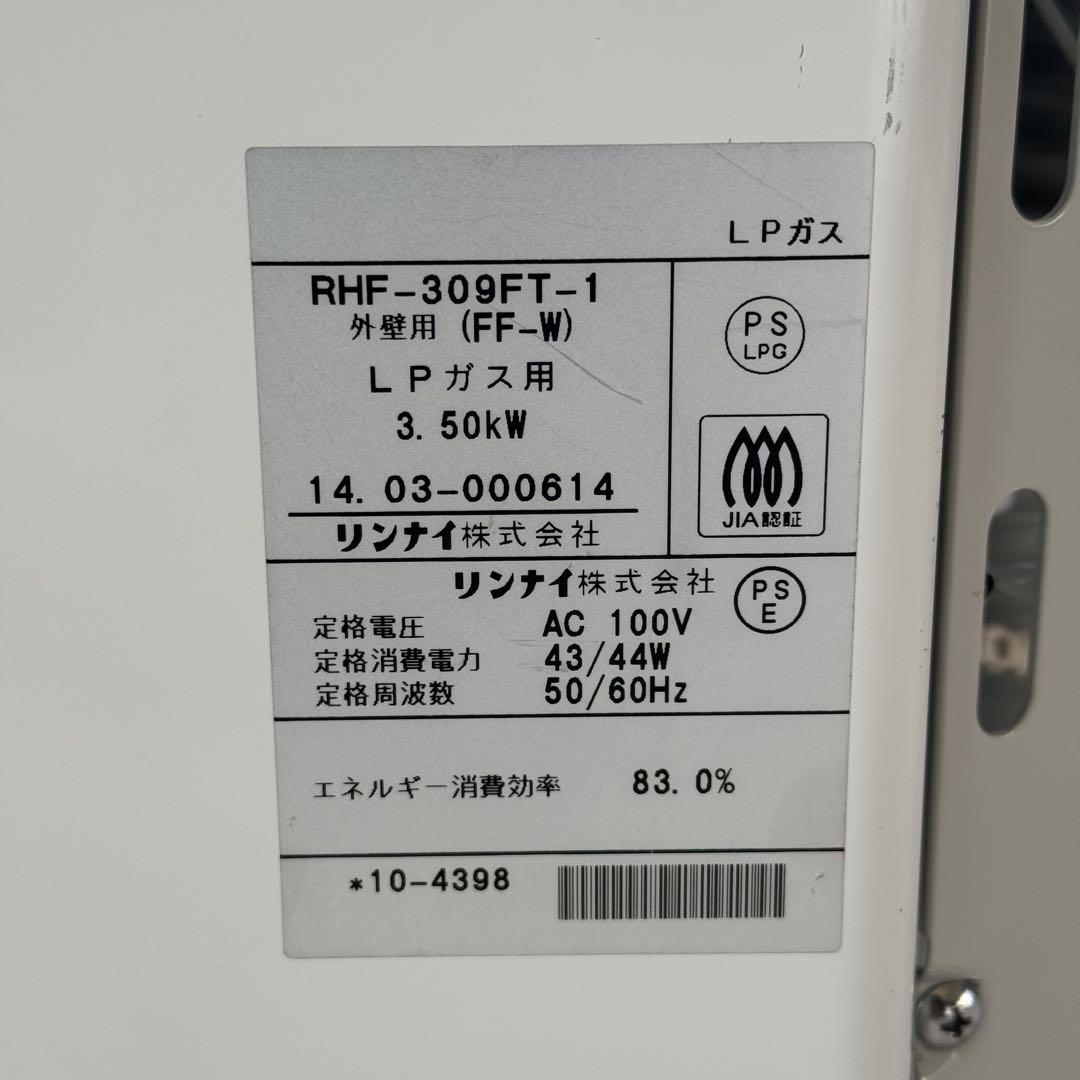 LPガス
RHF-309FT-1
外壁用 (FF-W)
LPガス用
3.50kW
14.03-000614
リンナイ株式会社
PS
LPG
JIA認証
リンナイ株式会社
PS
E
定格電圧 AC 100V
定格消費電力 43/44W
定格周波数 50/60Hz
エネルギー消費効率 83.0%
*10-4398